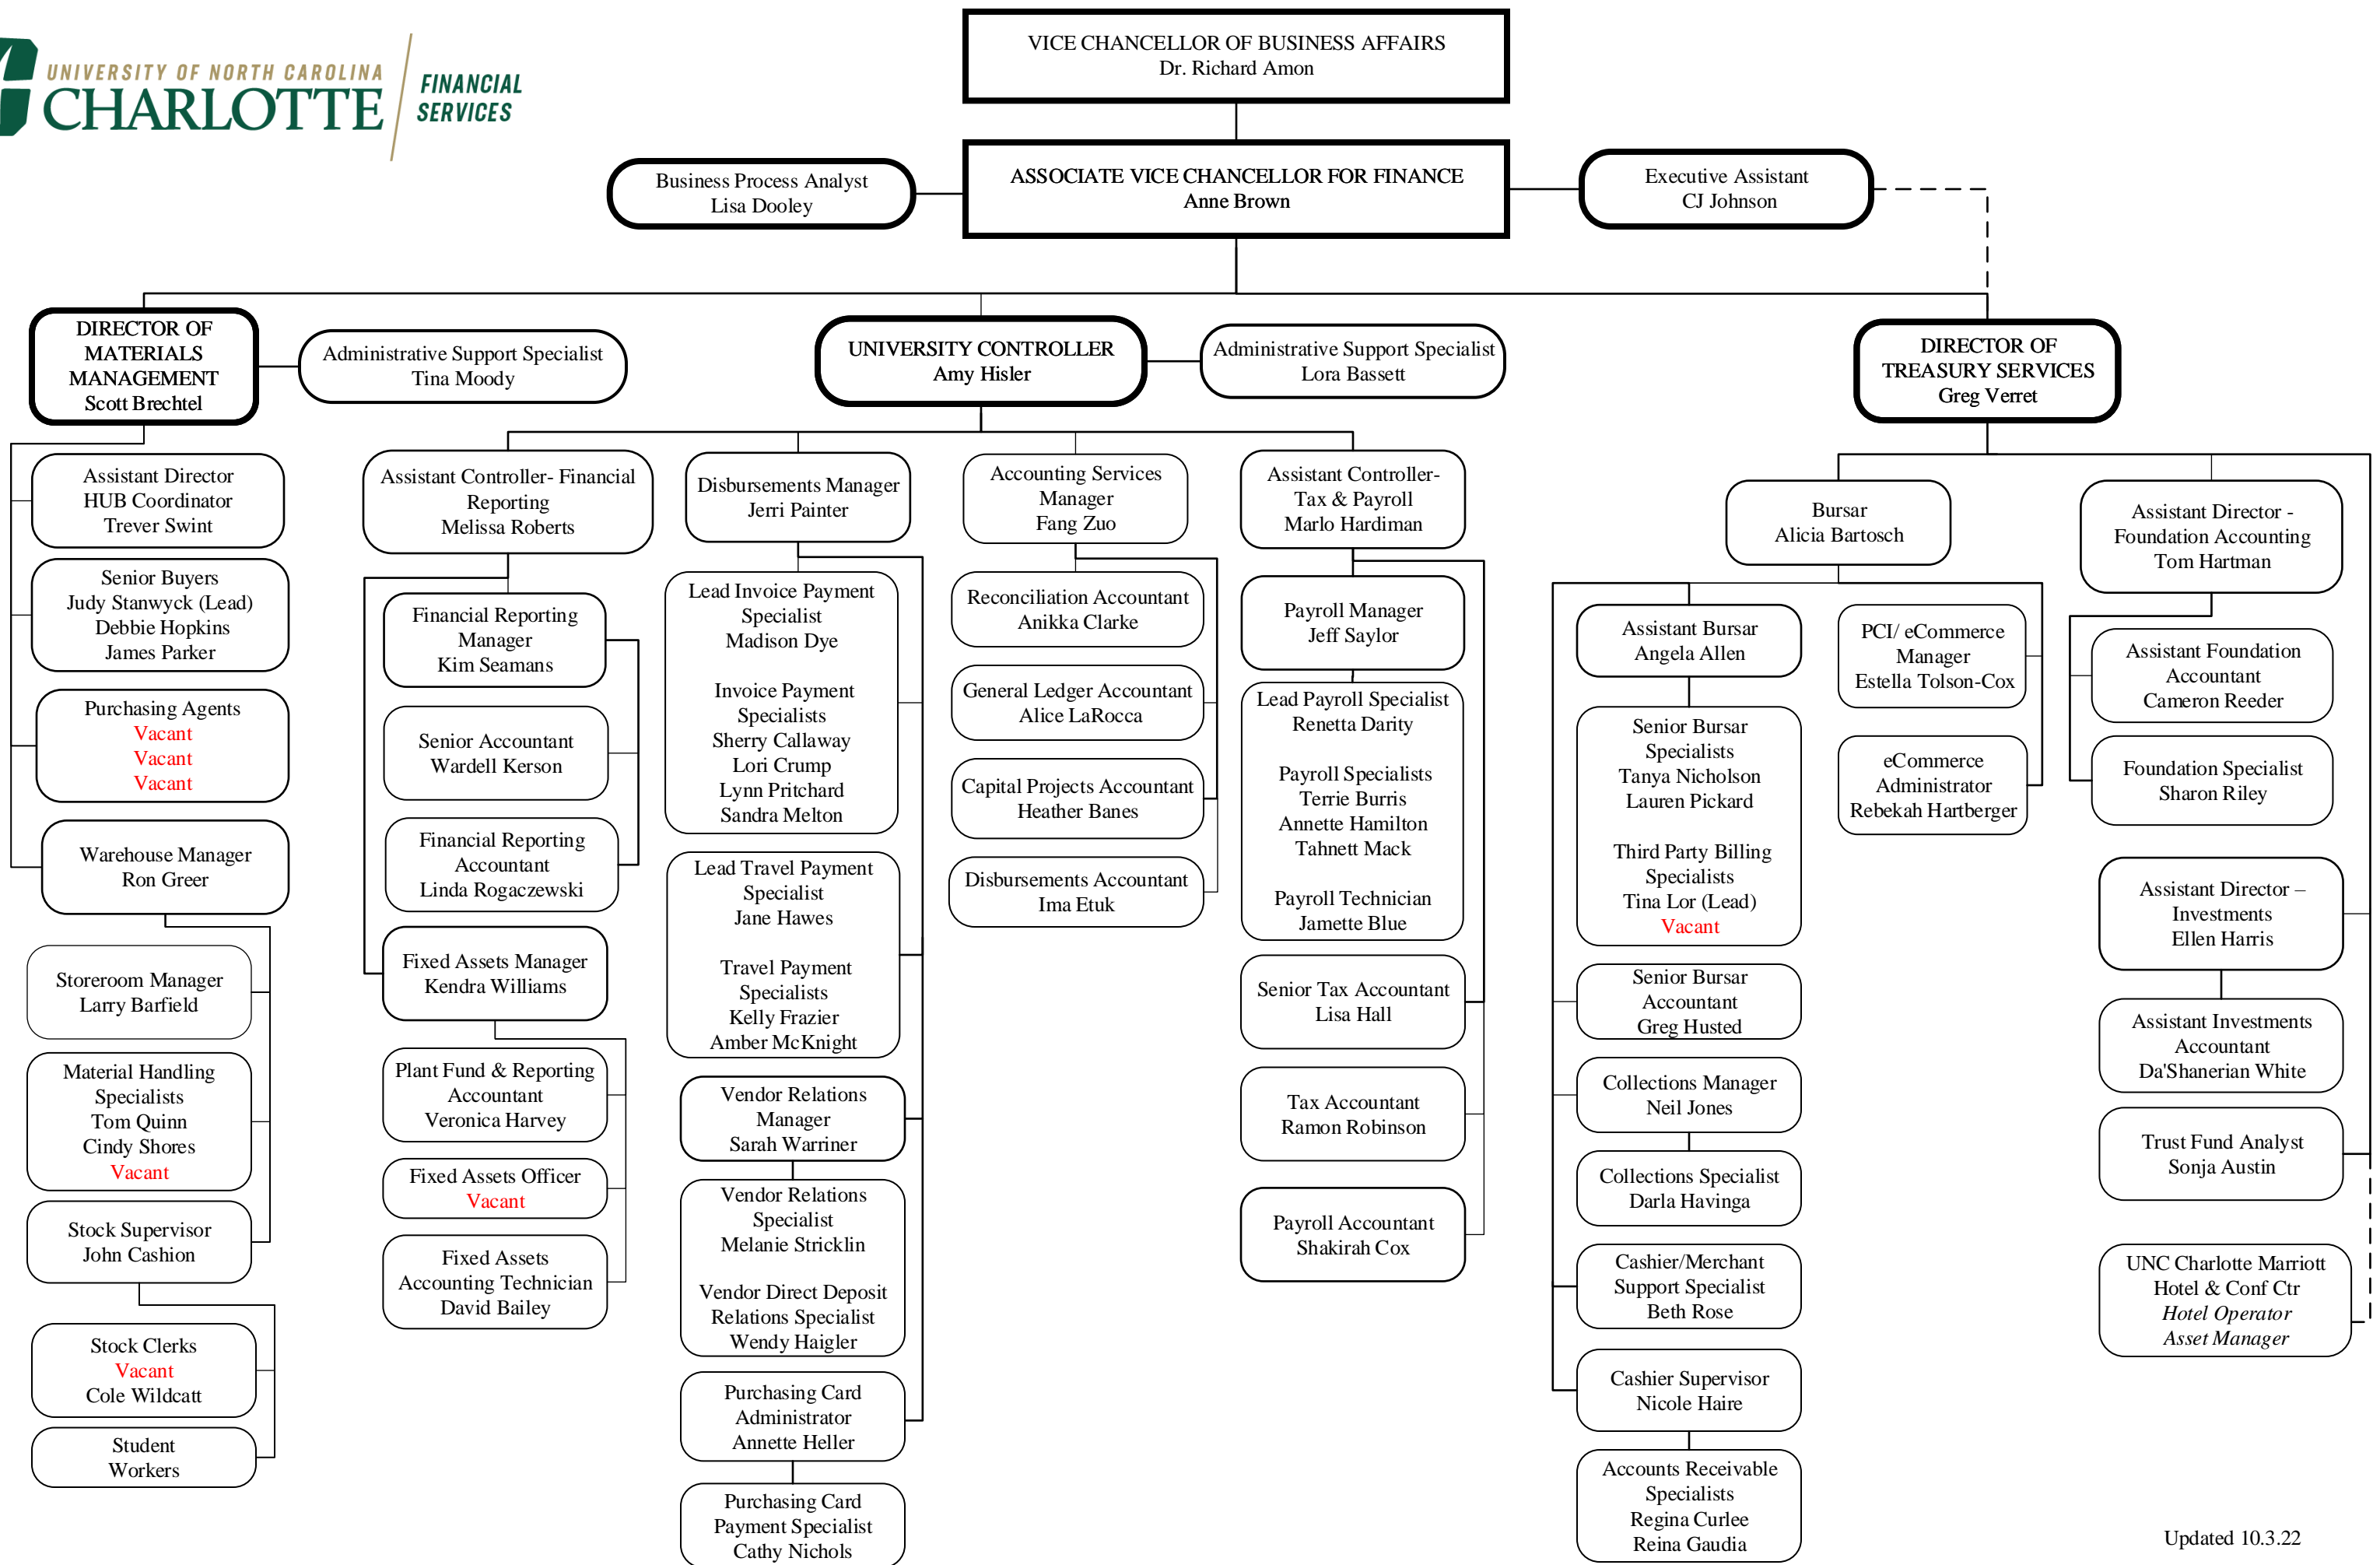 UNIVERSITY OF NORTH CAROLINA
CHARLOTTE
FINANCIAL
SERVICES
VICE CHANCELLOR OF BUSINESS AFFAIRS
Dr. Richard Amon
Business Process Analyst
Lisa Dooley
ASSOCIATE VICE CHANCELLOR FOR FINANCE
Anne Brown
Executive Assistant
CJ Johnson
DIRECTOR OF
MATERIALS
MANAGEMENT
Scott Brechtel
Administrative Support Specialist
Tina Moody
UNIVERSITY CONTROLLER
Amy Hisler
Administrative Support Specialist
Lora Bassett
DIRECTOR OF
TREASURY SERVICES
Greg Verret
Assistant Director
HUB Coordinator
Trever Swint
Senior Buyers
Judy Stanwyck (Lead)
Debbie Hopkins
James Parker
Purchasing Agents
Vacant
Vacant
Vacant
Warehouse Manager
Ron Greer
Storeroom Manager
Larry Barfield
Material Handling
Specialists
Tom Quinn
Cindy Shores
Vacant
Stock Supervisor
John Cashion
Stock Clerks
Vacant
Cole Wildcatt
Student
Workers
Assistant Controller- Financial
Reporting
Melissa Roberts
Financial Reporting
Manager
Kim Seamans
Senior Accountant
Wardell Kerson
Financial Reporting
Accountant
Linda Rogaczewski
Fixed Assets Manager
Kendra Williams
Plant Fund & Reporting
Accountant
Veronica Harvey
Fixed Assets Officer
Vacant
Fixed Assets
Accounting Technician
David Bailey
Disbursements Manager
Jerri Painter
Lead Invoice Payment
Specialist
Madison Dye
Invoice Payment
Specialists
Sherry Callaway
Lori Crump
Lynn Pritchard
Sandra Melton
Lead Travel Payment
Specialist
Jane Hawes
Travel Payment
Specialists
Kelly Frazier
Amber McKnight
Vendor Relations
Manager
Sarah Warriner
Vendor Relations
Specialist
Melanie Stricklin
Vendor Direct Deposit
Relations Specialist
Wendy Haigler
Purchasing Card
Administrator
Annette Heller
Purchasing Card
Payment Specialist
Cathy Nichols
Accounting Services
Manager
Fang Zuo
Reconciliation Accountant
Anikka Clarke
General Ledger Accountant
Alice LaRocca
Capital Projects Accountant
Heather Banes
Disbursements Accountant
Ima Etuk
Assistant Controller-
Tax & Payroll
Marlo Hardiman
Payroll Manager
Jeff Saylor
Lead Payroll Specialist
Renetta Darity
Payroll Specialists
Terrie Burris
Annette Hamilton
Tahnett Mack
Payroll Technician
Jamette Blue
Senior Tax Accountant
Lisa Hall
Tax Accountant
Ramon Robinson
Payroll Accountant
Shakirah Cox
Bursar
Alicia Bartosch
Assistant Bursar
Angela Allen
Senior Bursar
Specialists
Tanya Nicholson
Lauren Pickard
Third Party Billing
Specialists
Tina Lor (Lead)
Vacant
Senior Bursar
Accountant
Greg Husted
Collections Manager
Neil Jones
Collections Specialist
Darla Havinga
Cashier/Merchant
Support Specialist
Beth Rose
Cashier Supervisor
Nicole Haire
Accounts Receivable
Specialists
Regina Curlee
Reina Gaudia
PCI/ eCommerce
Manager
Estella Tolson-Cox
eCommerce
Administrator
Rebekah Hartberger
Assistant Director -
Foundation Accounting
Tom Hartman
Assistant Foundation
Accountant
Cameron Reeder
Foundation Specialist
Sharon Riley
Assistant Director –
Investments
Ellen Harris
Assistant Investments
Accountant
Da'Shanerian White
Trust Fund Analyst
Sonja Austin
UNC Charlotte Marriott
Hotel & Conf Ctr
Hotel Operator
Asset Manager
Updated 10.3.22